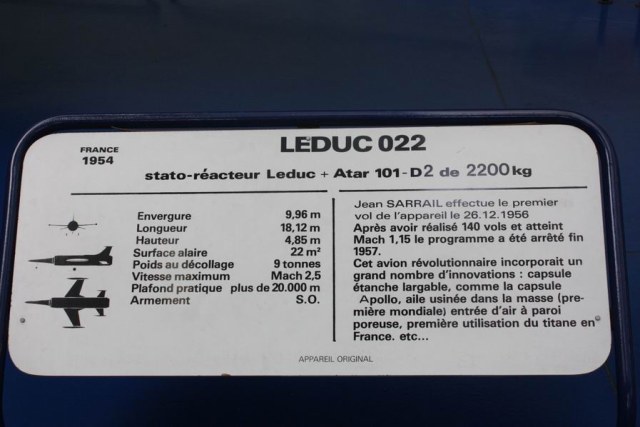 FRANCE
1954
LEDUC 022
stato-réacteur Leduc + Atar 101-D2 de 2200kg
Envergure 9,96 m
Longueur 18,12 m
Hauteur 4,85 m
Surface alaire 22 m²
Poids au décollage 9 tonnes
Vitesse maximum Mach 2,5
Plafond pratique plus de 20.000 m
Armement S.O.
Jean SARRAIL effectue le premier
vol de l'appareil le 26.12.1956
Après avoir réalisé 140 vols et atteint
Mach 1,15 le programme a été arrêté fin
1957.
Cet avion révolutionnaire incorporait un
grand nombre d'innovations : capsule
étanche largable, comme la capsule
Apollo, aile usinée dans la masse (pre-
mière mondiale) entrée d'air à paroi
poreuse, première utilisation du titane en
France. etc...
APPAREIL ORIGINAL